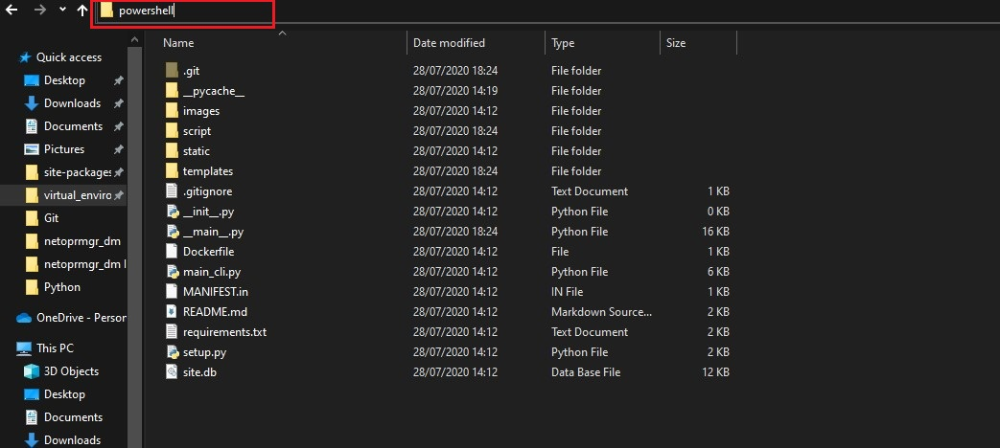 powershell
Name Date modified Type Size
Quick access
Desktop
Downloads
Documents
Pictures
site-packages
virtual_enviro
Git
netoprmgr_dm
netoprmgr_dm l
Python
OneDrive - Person
This PC
3D Objects
Desktop
Documents
Downloads
.git 28/07/2020 18:24 File folder
__pycache__ 28/07/2020 14:19 File folder
images 28/07/2020 14:12 File folder
script 28/07/2020 18:24 File folder
static 28/07/2020 14:12 File folder
templates 28/07/2020 18:24 File folder
.gitignore 28/07/2020 14:12 Text Document 1 KB
__init__.py 28/07/2020 14:12 Python File 0 KB
__main__.py 28/07/2020 18:24 Python File 16 KB
Dockerfile 28/07/2020 14:12 File 1 KB
main_cli.py 28/07/2020 14:12 Python File 6 KB
MANIFEST.in 28/07/2020 14:12 IN File 1 KB
README.md 28/07/2020 14:12 Markdown Source... 2 KB
requirements.txt 28/07/2020 14:12 Text Document 2 KB
setup.py 28/07/2020 14:12 Python File 2 KB
site.db 28/07/2020 14:12 Data Base File 12 KB